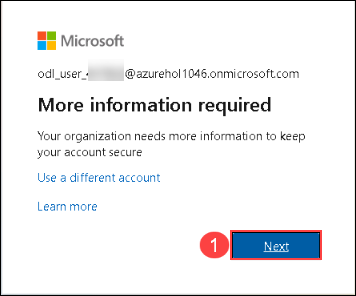 Microsoft
odl_user_ @azurehol1046.onmicrosoft.com
More information required
Your organization needs more information to keep
your account secure
Use a different account
Learn more
1 Next